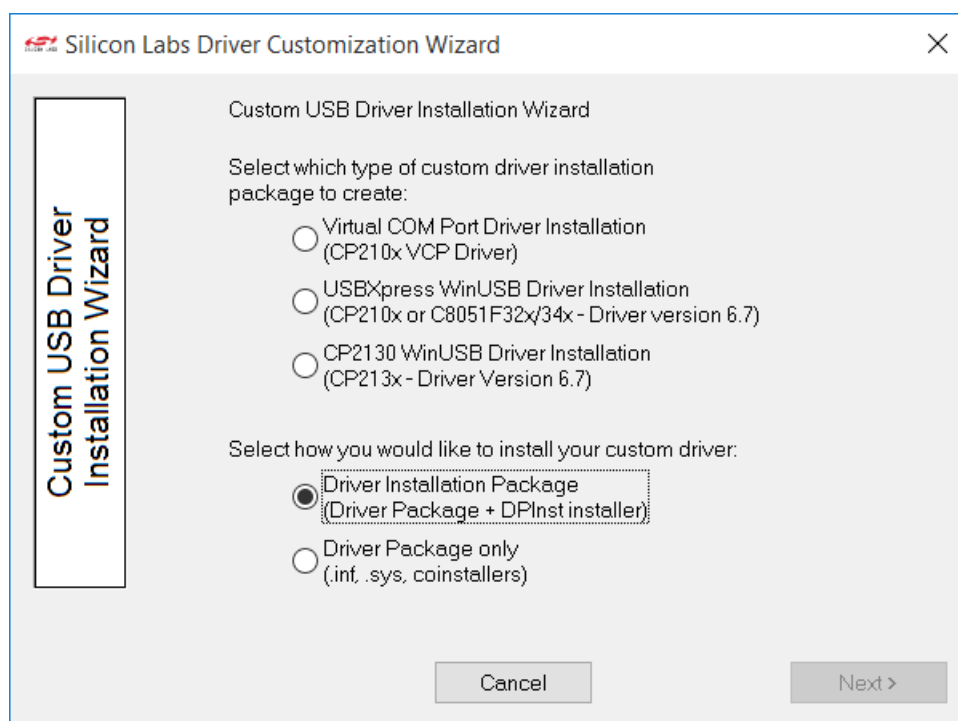 Silicon Labs Driver Customization Wizard
Custom USB Driver
Installation Wizard
Custom USB Driver Installation Wizard
Select which type of custom driver installation
package to create:
Virtual COM Port Driver Installation
(CP210x VCP Driver)
USBXpress WinUSB Driver Installation
(CP210x or C8051F32x/34x - Driver version 6.7)
CP2130 WinUSB Driver Installation
(CP213x - Driver Version 6.7)
Select how you would like to install your custom driver:
Driver Installation Package
(Driver Package + DPInst installer)
Driver Package only
(.inf, .sys, coinstallers)
Cancel
Next >